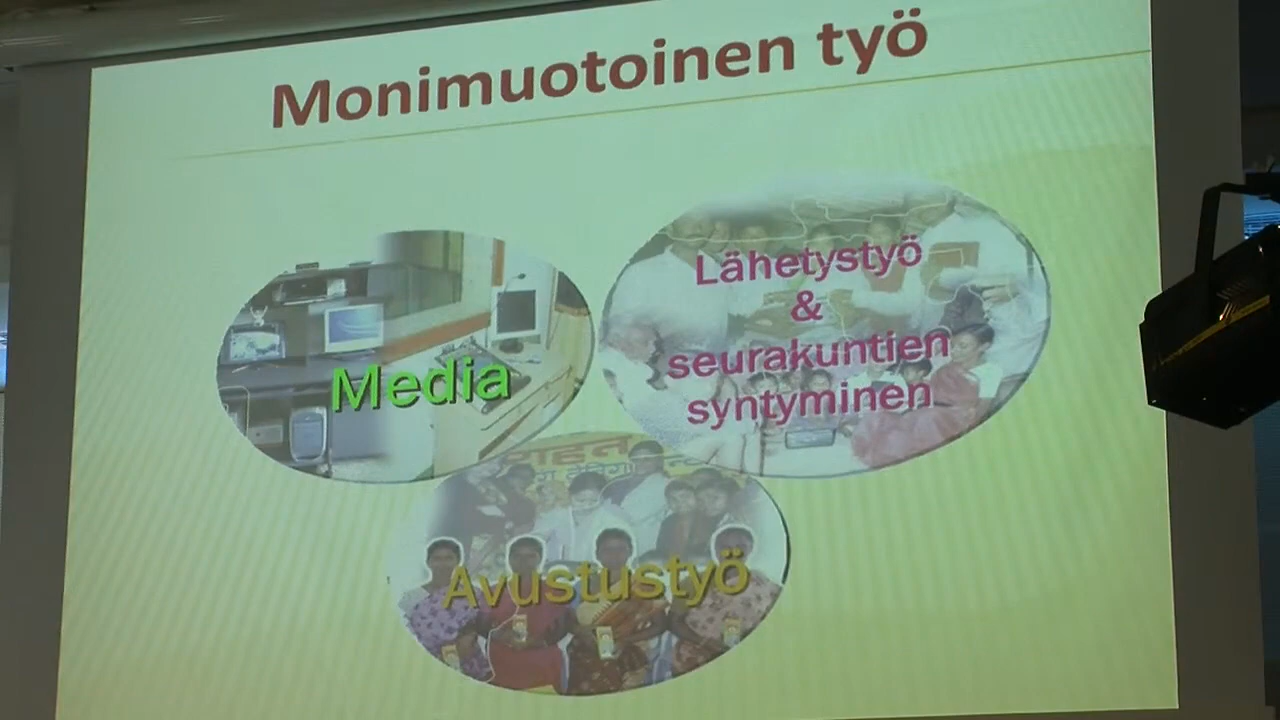 Monimuotoinen työ
Media
Lähetystyö
&
seurakuntien
syntyminen
Avustustyö